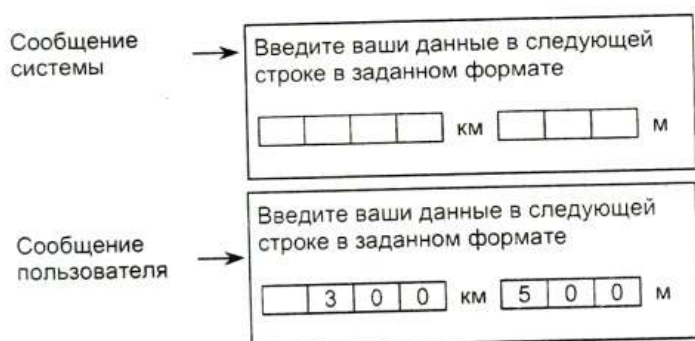 Сообщение
системы
Введите ваши данные в следующей
строке в заданном формате
км м
Сообщение
пользователя
Введите ваши данные в следующей
строке в заданном формате
3 0 0 км 5 0 0 м